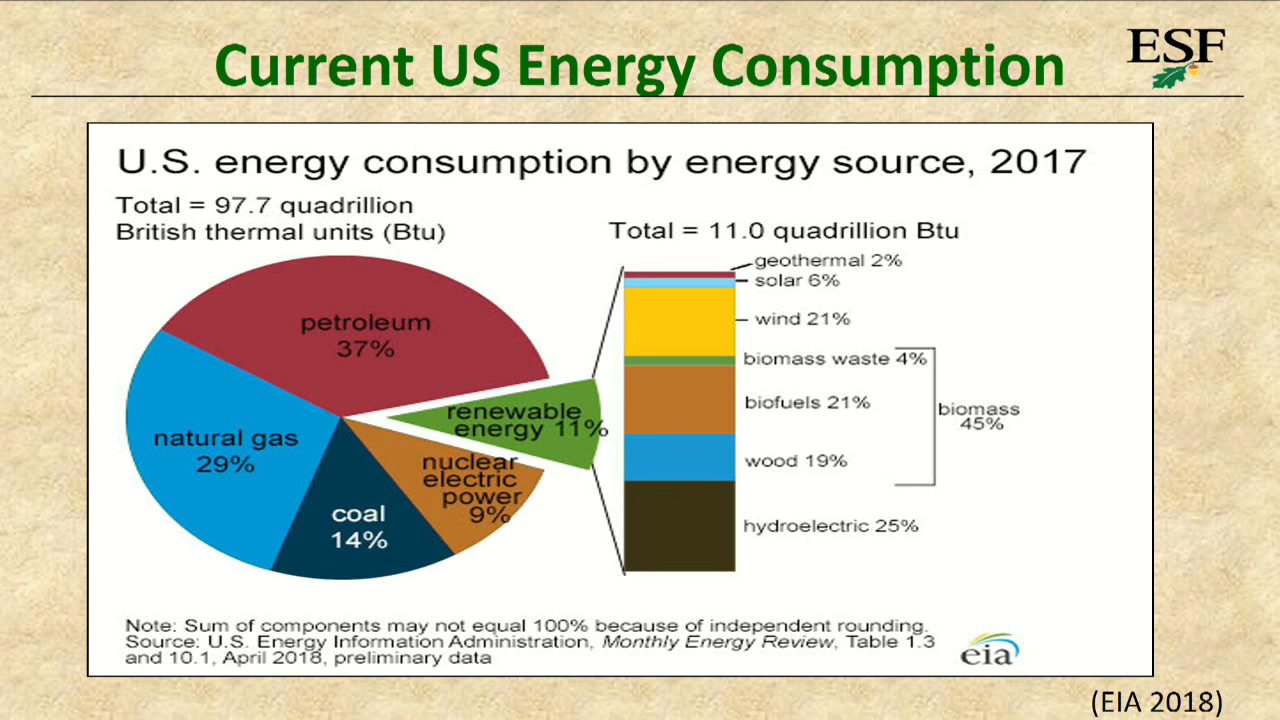 Current US Energy Consumption
ESF
U.S. energy consumption by energy source, 2017
Total = 97.7 quadrillion
British thermal units (Btu)
Total = 11.0 quadrillion Btu
petroleum
37%
natural gas
29%
coal
14%
nuclear
electric
power
9%
renewable
energy 11%
geothermal 2%
solar 6%
wind 21%
biomass waste 4%
biofuels 21%
wood 19%
biomass
45%
hydroelectric 25%
Note: Sum of components may not equal 100% because of independent rounding.
Source: U.S. Energy Information Administration, Monthly Energy Review, Table 1.3
and 10.1, April 2018, preliminary data
eia
(EIA 2018)